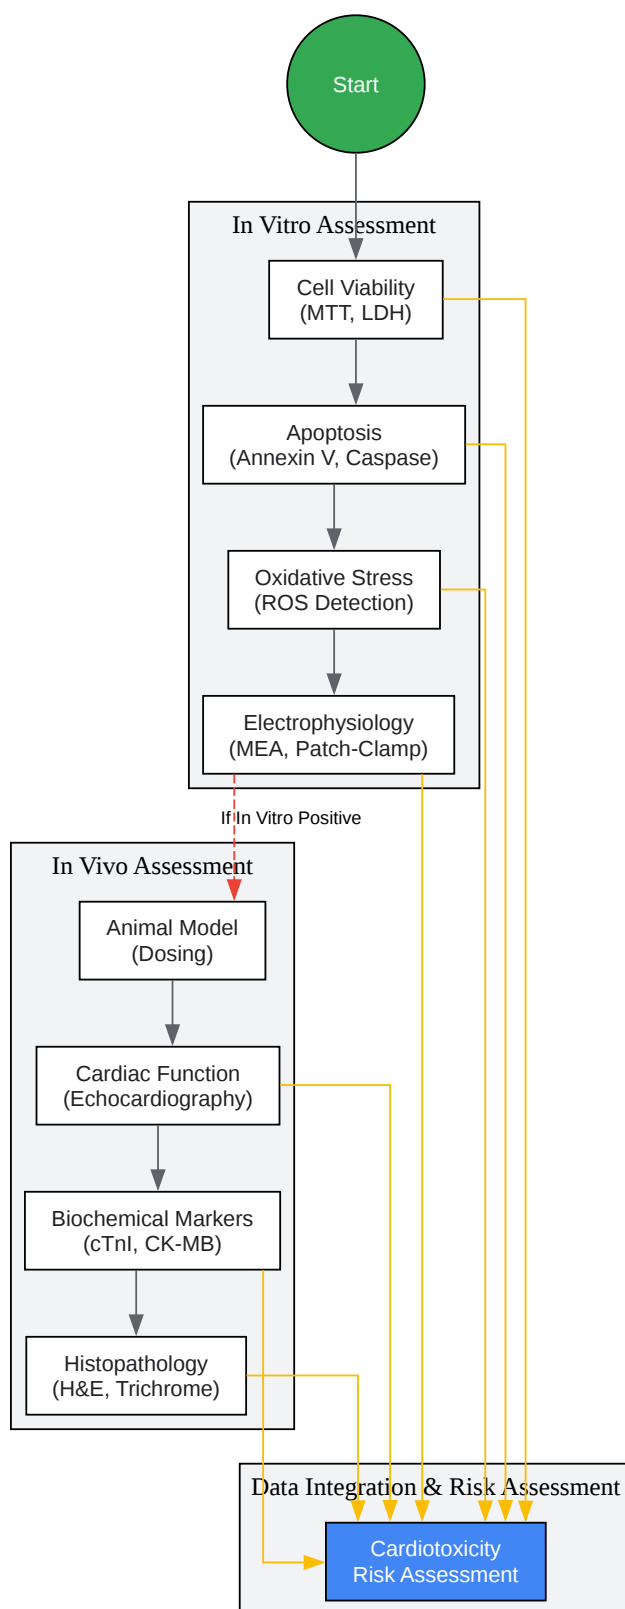 Start
In Vitro Assessment
Cell Viability
(MTT, LDH)
Apoptosis
(Annexin V, Caspase)
Oxidative Stress
(ROS Detection)
Electrophysiology
(MEA, Patch-Clamp)
If In Vitro Positive
In Vivo Assessment
Animal Model
(Dosing)
Cardiac Function
(Echocardiography)
Biochemical Markers
(cTnI, CK-MB)
Histopathology
(H&E, Trichrome)
Data Integration & Risk Assessment
Cardiotoxicity
Risk Assessment